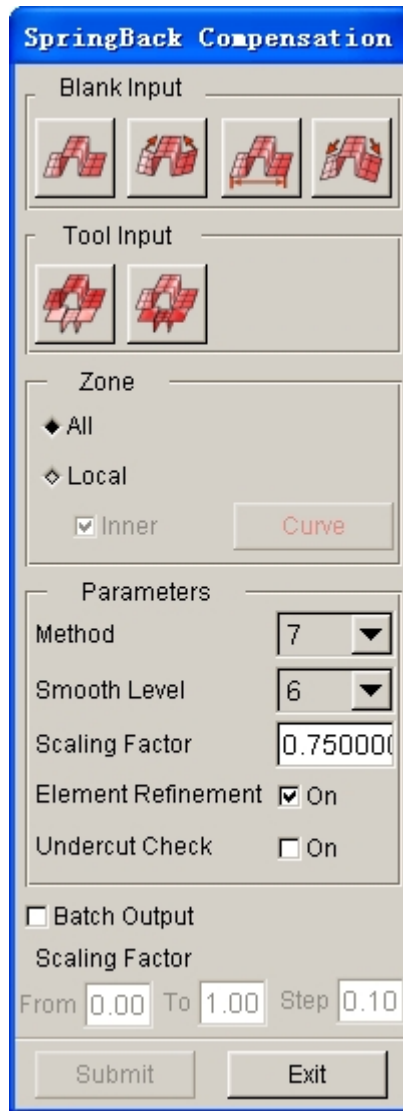 SpringBack Compensation
Blank Input
Tool Input
Zone
All
Local
Inner Curve
Parameters
Method 7
Smooth Level 6
Scaling Factor 0.75000
Element Refinement On
Undercut Check On
Batch Output
Scaling Factor
From 0.00 To 1.00 Step 0.10
Submit Exit